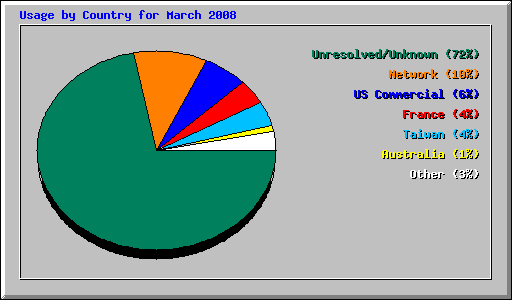 Usage by Country for March 2008
Unresolved/Unknown (72%)
Network (10%)
US Commercial (6%)
France (4%)
Taiwan (4%)
Australia (1%)
Other (3%)